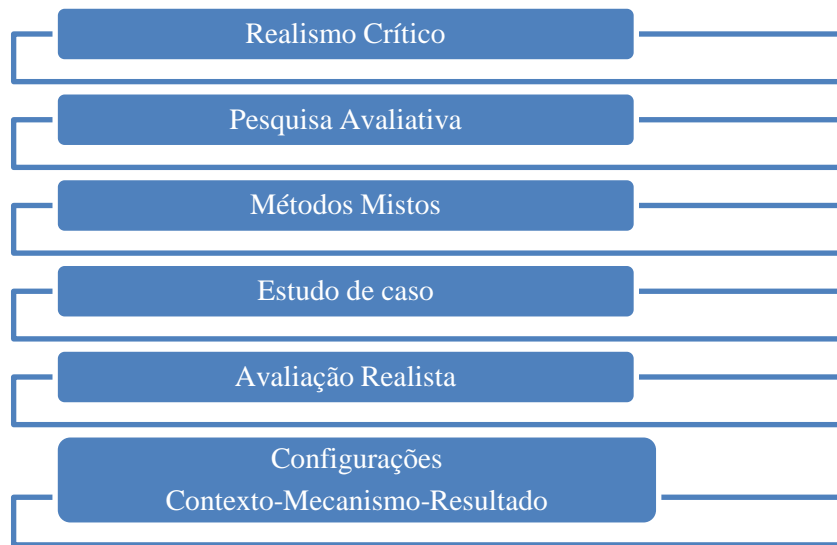 Realismo Crítico
Pesquisa Avaliativa
Métodos Mistos
Estudo de caso
Avaliação Realista
Configurações
Contexto-Mecanismo-Resultado